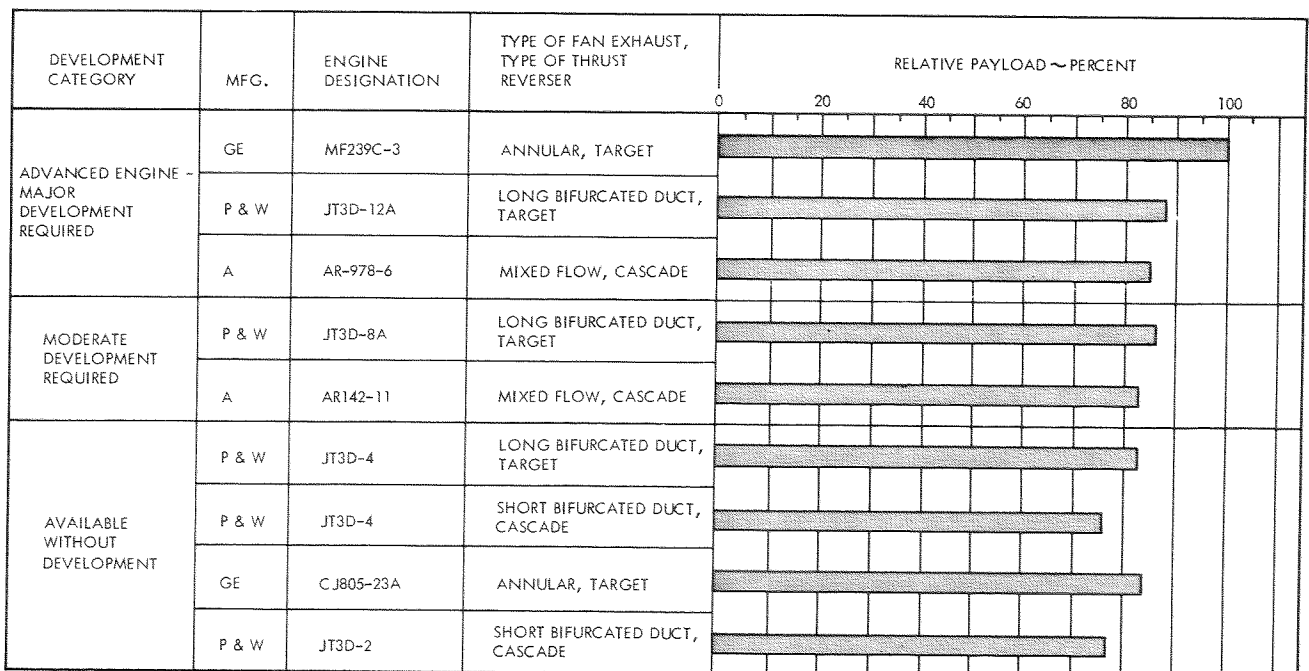 DEVELOPMENT
CATEGORY
MFG.
ENGINE
DESIGNATION
TYPE OF FAN EXHAUST,
TYPE OF THRUST
REVERSER
RELATIVE PAYLOAD ~ PERCENT
0 20 40 60 80 100
ADVANCED ENGINE -
MAJOR
DEVELOPMENT
REQUIRED
GE
MF239C-3
ANNULAR, TARGET
P & W
JT3D-12A
LONG BIFURCATED DUCT,
TARGET
A
AR-978-6
MIXED FLOW, CASCADE
MODERATE
DEVELOPMENT
REQUIRED
P & W
JT3D-8A
LONG BIFURCATED DUCT,
TARGET
A
AR142-11
MIXED FLOW, CASCADE
AVAILABLE
WITHOUT
DEVELOPMENT
P & W
JT3D-4
LONG BIFURCATED DUCT,
TARGET
P & W
JT3D-4
SHORT BIFURCATED DUCT,
CASCADE
GE
CJ805-23A
ANNULAR, TARGET
P & W
JT3D-2
SHORT BIFURCATED DUCT,
CASCADE